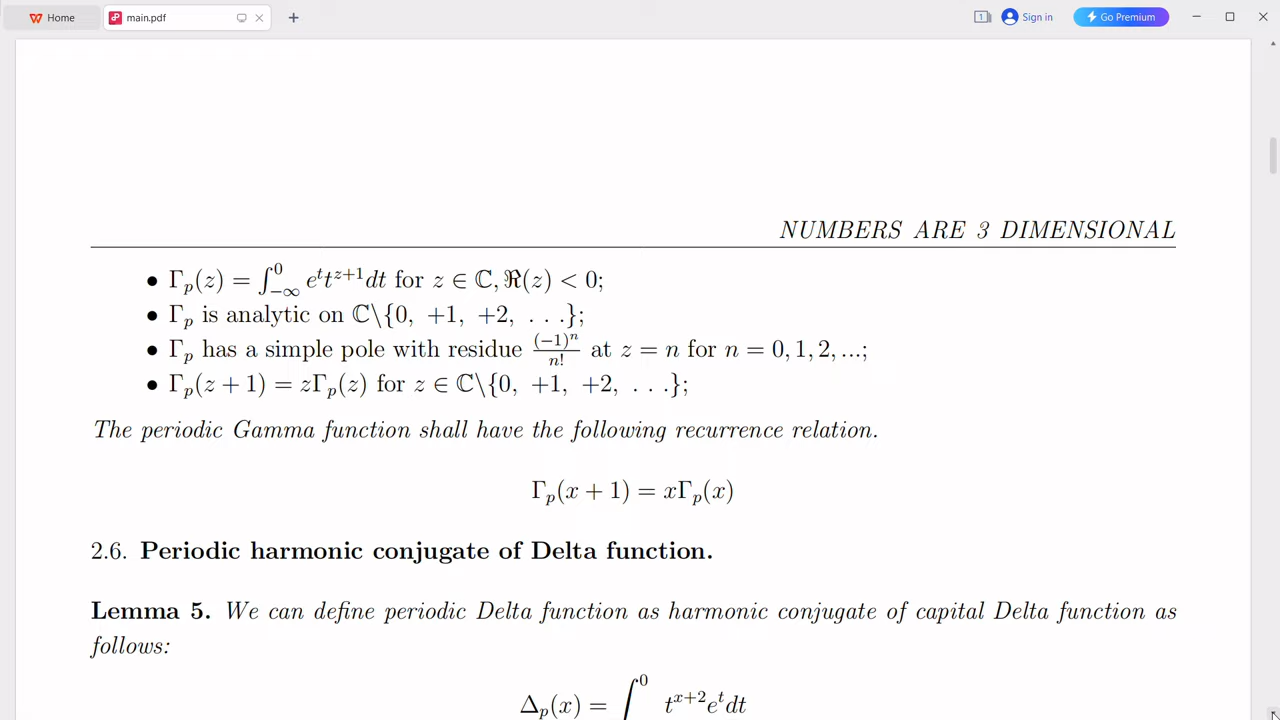 Home
main.pdf
1
Sign in
Go Premium
NUMBERS ARE 3 DIMENSIONAL
• Γ_p(z) = ∫_{−∞}^{0} e^t t^{z+1} dt for z ∈ ℂ, ℜ(z) < 0;
• Γ_p is analytic on ℂ\{0, +1, +2, . . .};
• Γ_p has a simple pole with residue (−1)^n/n! at z = n for n = 0, 1, 2, ...;
• Γ_p(z + 1) = zΓ_p(z) for z ∈ ℂ\{0, +1, +2, . . .};
The periodic Gamma function shall have the following recurrence relation.
Γ_p(x + 1) = xΓ_p(x)
2.6. Periodic harmonic conjugate of Delta function.
Lemma 5. We can define periodic Delta function as harmonic conjugate of capital Delta function as
follows:
Δ_p(x) = ∫^{0} t^{x+2} e^t dt